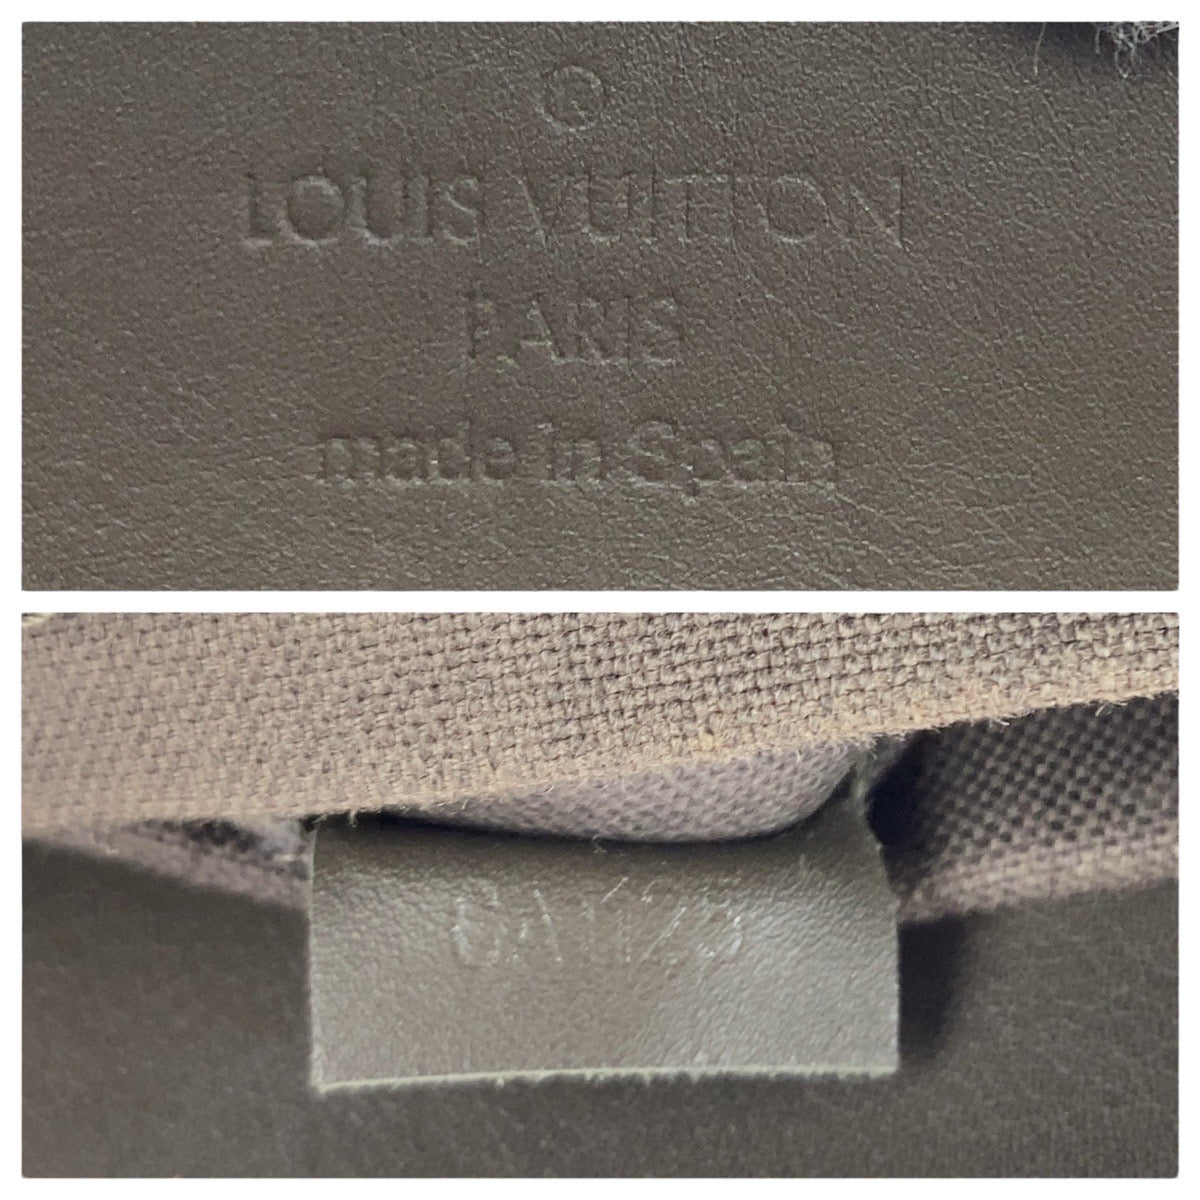 ®
LOUIS VUITTON
PARIS
made in Spain